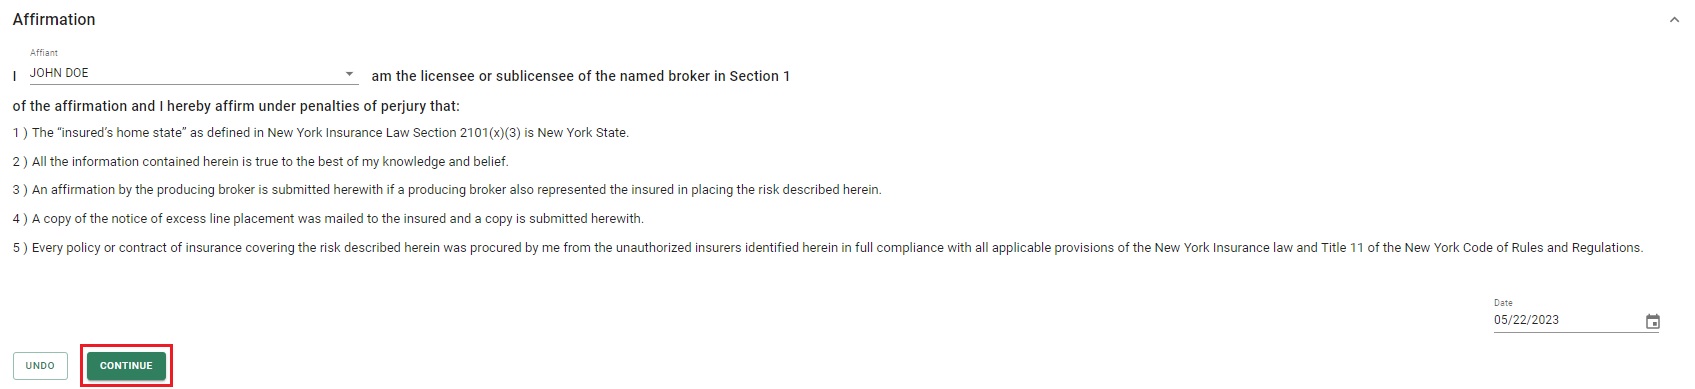 Affirmation
Affiant
I JOHN DOE am the licensee or sublicensee of the named broker in Section 1
of the affirmation and I hereby affirm under penalties of perjury that:
1 ) The “insured’s home state” as defined in New York Insurance Law Section 2101(x)(3) is New York State.
2 ) All the information contained herein is true to the best of my knowledge and belief.
3 ) An affirmation by the producing broker is submitted herewith if a producing broker also represented the insured in placing the risk described herein.
4 ) A copy of the notice of excess line placement was mailed to the insured and a copy is submitted herewith.
5 ) Every policy or contract of insurance covering the risk described herein was procured by me from the unauthorized insurers identified herein in full compliance with all applicable provisions of the New York Insurance law and Title 11 of the New York Code of Rules and Regulations.
Date
05/22/2023
UNDO CONTINUE